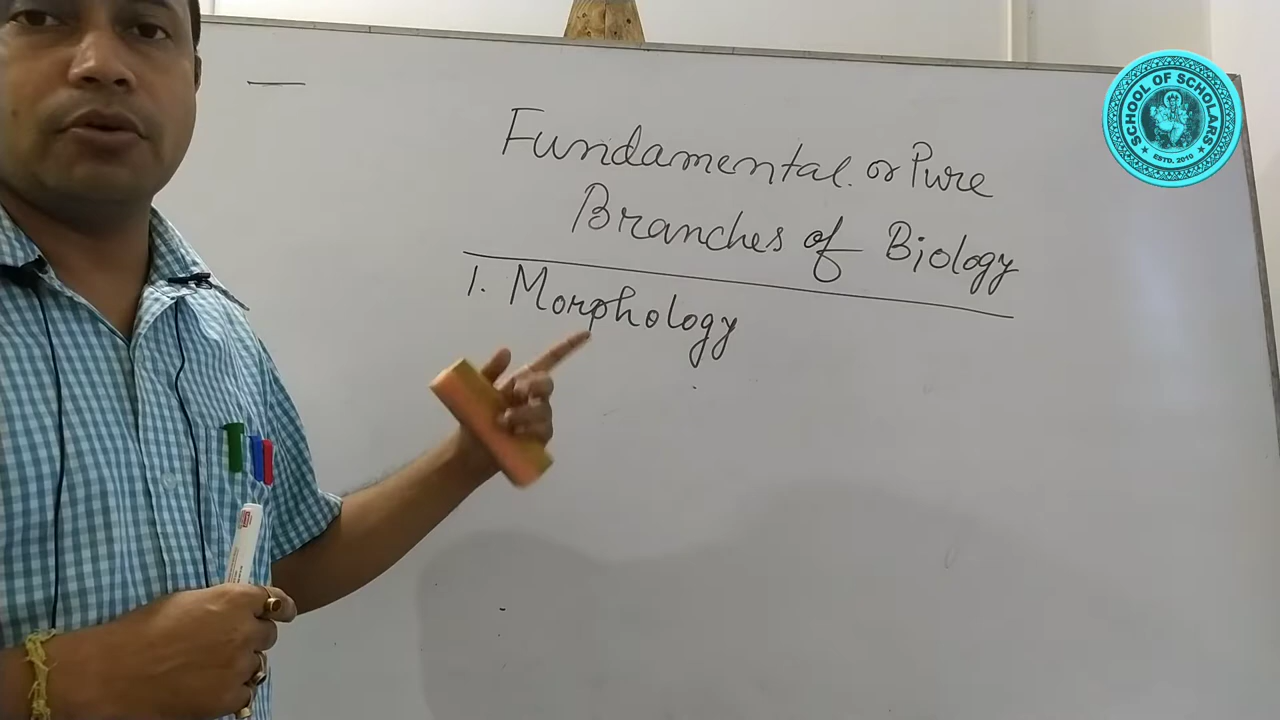 Fundamental. or Pure
Branches of Biology
1. Morphology
SCHOOL OF SCHOLARS
ESTD. 2010